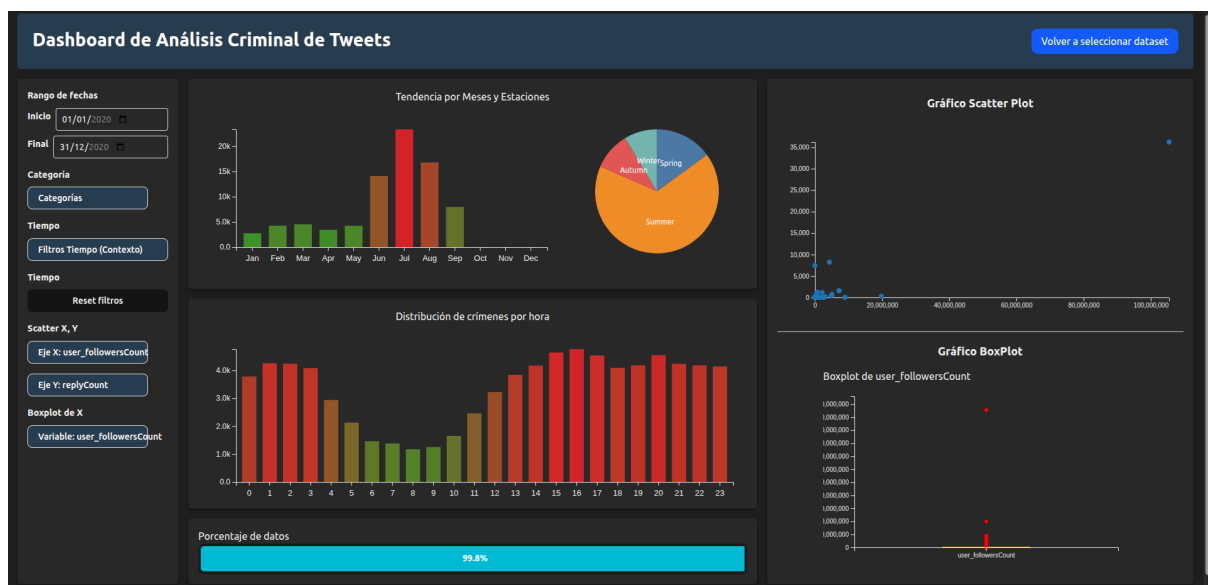 Dashboard de Análisis Criminal de Tweets
Volver a seleccionar dataset
Rango de fechas
Inicio 01/01/2020
Final 31/12/2020
Categoria
Categorías
Tiempo
Filtros Tiempo (Contexto)
Tiempo
Reset filtros
Scatter X, Y
Eje X: user_followersCount
Eje Y: replyCount
Boxplot de X
Variable: user_followersCount
Tendencia por Meses y Estaciones
20k
15k
10k
5.0k
0.0
Jan Feb Mar Apr May Jun Jul Aug Sep Oct Nov Dec
Winter Spring
Autumn
Summer
Distribución de crímenes por hora
4.0k
3.0k
2.0k
1.0k
0.0
0 1 2 3 4 5 6 7 8 9 10 11 12 13 14 15 16 17 18 19 20 21 22 23
Porcentaje de datos
99.8%
Gráfico Scatter Plot
35,000
30,000
25,000
20,000
15,000
10,000
5,000
0
0 20,000,000 40,000,000 60,000,000 80,000,000 100,000,000
Gráfico BoxPlot
Boxplot de user_followersCount
0
user_followersCount